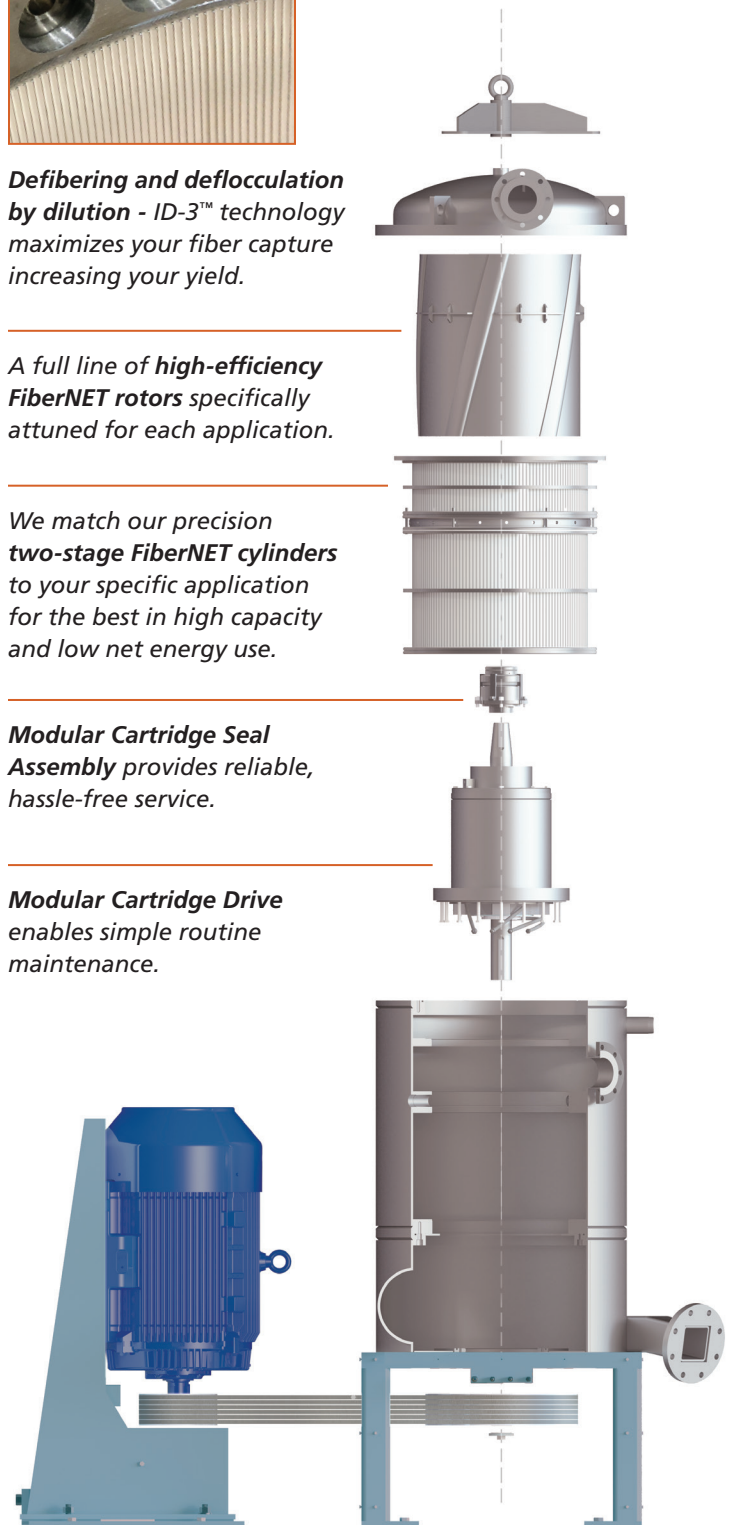 Defibering and deflocculation
by dilution - ID-3™ technology
maximizes your fiber capture
increasing your yield.
A full line of high-efficiency
FiberNET rotors specifically
attuned for each application.
We match our precision
two-stage FiberNET cylinders
to your specific application
for the best in high capacity
and low net energy use.
Modular Cartridge Seal
Assembly provides reliable,
hassle-free service.
Modular Cartridge Drive
enables simple routine
maintenance.